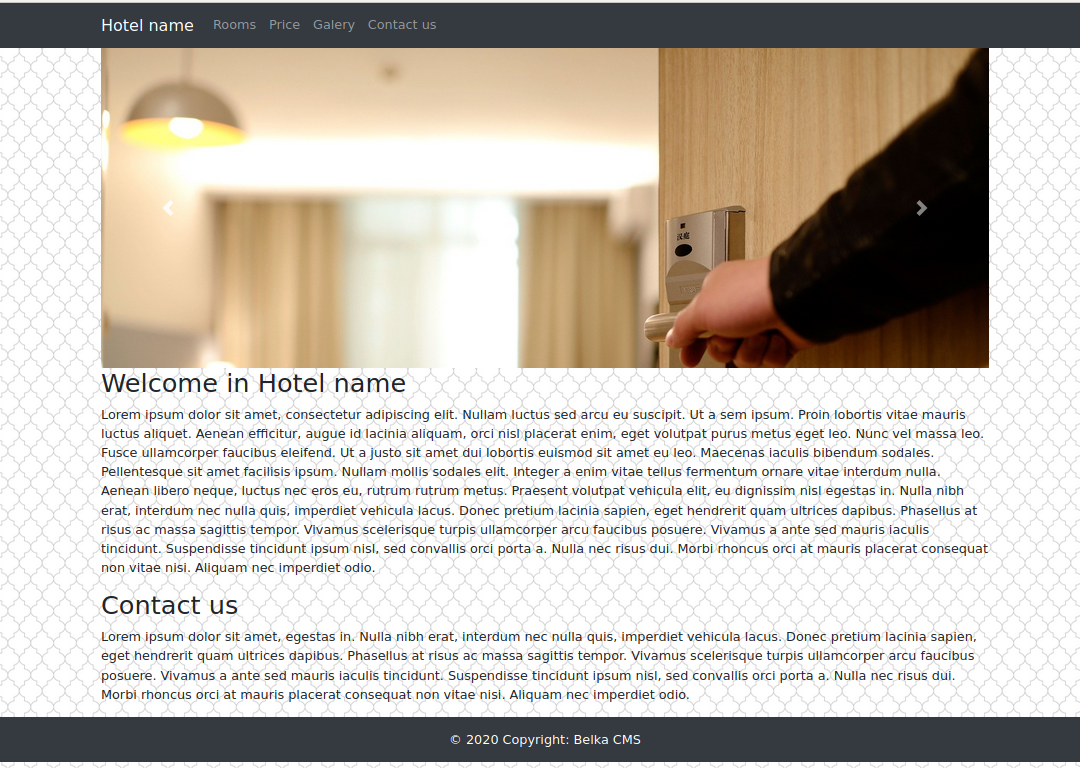 Hotel name Rooms Price Galery Contact us
汉庭
Welcome in Hotel name
Lorem ipsum dolor sit amet, consectetur adipiscing elit. Nullam luctus sed arcu eu suscipit. Ut a sem ipsum. Proin lobortis vitae mauris
luctus aliquet. Aenean efficitur, augue id lacinia aliquam, orci nisl placerat enim, eget volutpat purus metus eget leo. Nunc vel massa leo.
Fusce ullamcorper faucibus eleifend. Ut a justo sit amet dui lobortis euismod sit amet eu leo. Maecenas iaculis bibendum sodales.
Pellentesque sit amet facilisis ipsum. Nullam mollis sodales elit. Integer a enim vitae tellus fermentum ornare vitae interdum nulla.
Aenean libero neque, luctus nec eros eu, rutrum rutrum metus. Praesent volutpat vehicula elit, eu dignissim nisl egestas in. Nulla nibh
erat, interdum nec nulla quis, imperdiet vehicula lacus. Donec pretium lacinia sapien, eget hendrerit quam ultrices dapibus. Phasellus at
risus ac massa sagittis tempor. Vivamus scelerisque turpis ullamcorper arcu faucibus posuere. Vivamus a ante sed mauris iaculis
tincidunt. Suspendisse tincidunt ipsum nisl, sed convallis orci porta a. Nulla nec risus dui. Morbi rhoncus orci at mauris placerat consequat
non vitae nisi. Aliquam nec imperdiet odio.
Contact us
Lorem ipsum dolor sit amet, egestas in. Nulla nibh erat, interdum nec nulla quis, imperdiet vehicula lacus. Donec pretium lacinia sapien,
eget hendrerit quam ultrices dapibus. Phasellus at risus ac massa sagittis tempor. Vivamus scelerisque turpis ullamcorper arcu faucibus
posuere. Vivamus a ante sed mauris iaculis tincidunt. Suspendisse tincidunt ipsum nisl, sed convallis orci porta a. Nulla nec risus dui.
Morbi rhoncus orci at mauris placerat consequat non vitae nisi. Aliquam nec imperdiet odio.
© 2020 Copyright: Belka CMS